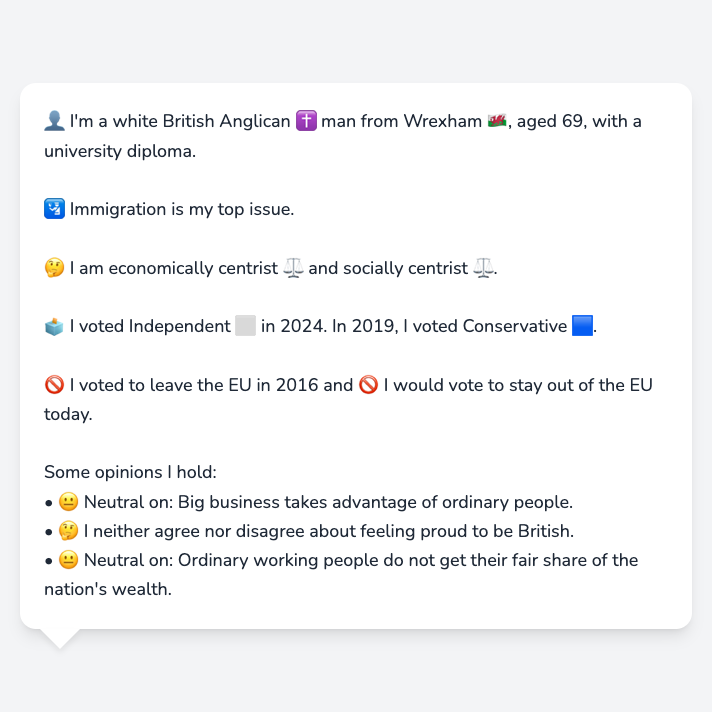 👤 I'm a white British Anglican ✝️ man from Wrexham 🏴󠁧󠁢󠁷󠁬󠁳󠁿, aged 69, with a
university diploma.
🛂 Immigration is my top issue.
🤔 I am economically centrist ⚖️ and socially centrist ⚖️.
🗳️ I voted Independent ⬜ in 2024. In 2019, I voted Conservative 🟦.
🚫 I voted to leave the EU in 2016 and 🚫 I would vote to stay out of the EU
today.
Some opinions I hold:
• 😐 Neutral on: Big business takes advantage of ordinary people.
• 🤔 I neither agree nor disagree about feeling proud to be British.
• 😐 Neutral on: Ordinary working people do not get their fair share of the
nation's wealth.